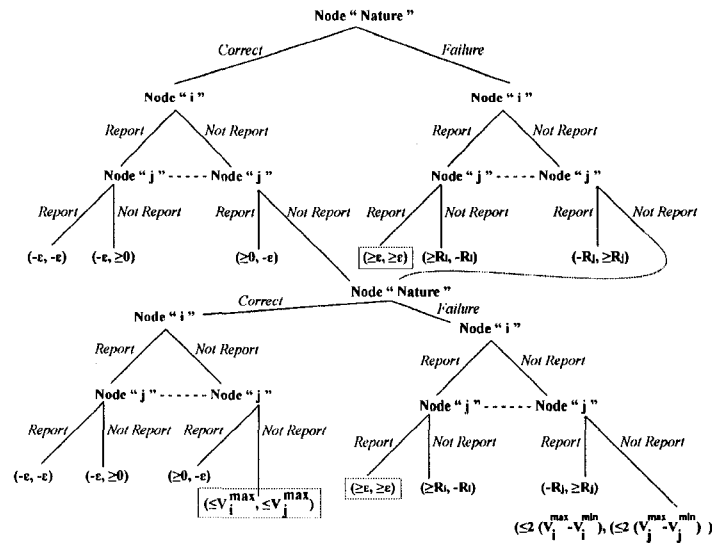 Node “ Nature ”
Correct Failure
Node “ i ” Node “ i ”
Report Not Report Report Not Report
Node “ j ” - - - - - Node “ j ” Node “ j ” - - - - - Node “ j ”
Report Not Report Report Not Report Report Not Report Report Not Report
(-ε, -ε) (-ε, ≥0) (≥0, -ε) (≥ε, ≥ε) (≥Ri, -Ri) (-Rj, ≥Rj)
Node “ Nature ”
Correct Failure
Node “ i ” Node “ i ”
Report Not Report Report Not Report
Node “ j ” - - - - - Node “ j ” Node “ j ” - - - - - Node “ j ”
Report Not Report Report Not Report Report Not Report Report Not Report
(-ε, -ε) (-ε, ≥0) (≥0, -ε) (≥ε, ≥ε) (≥Ri, -Ri) (-Rj, ≥Rj)
(≤V_i^max, ≤V_j^max)
(≤2 (V_i^max-V_i^min), (≤2 (V_j^max-V_j^min) )